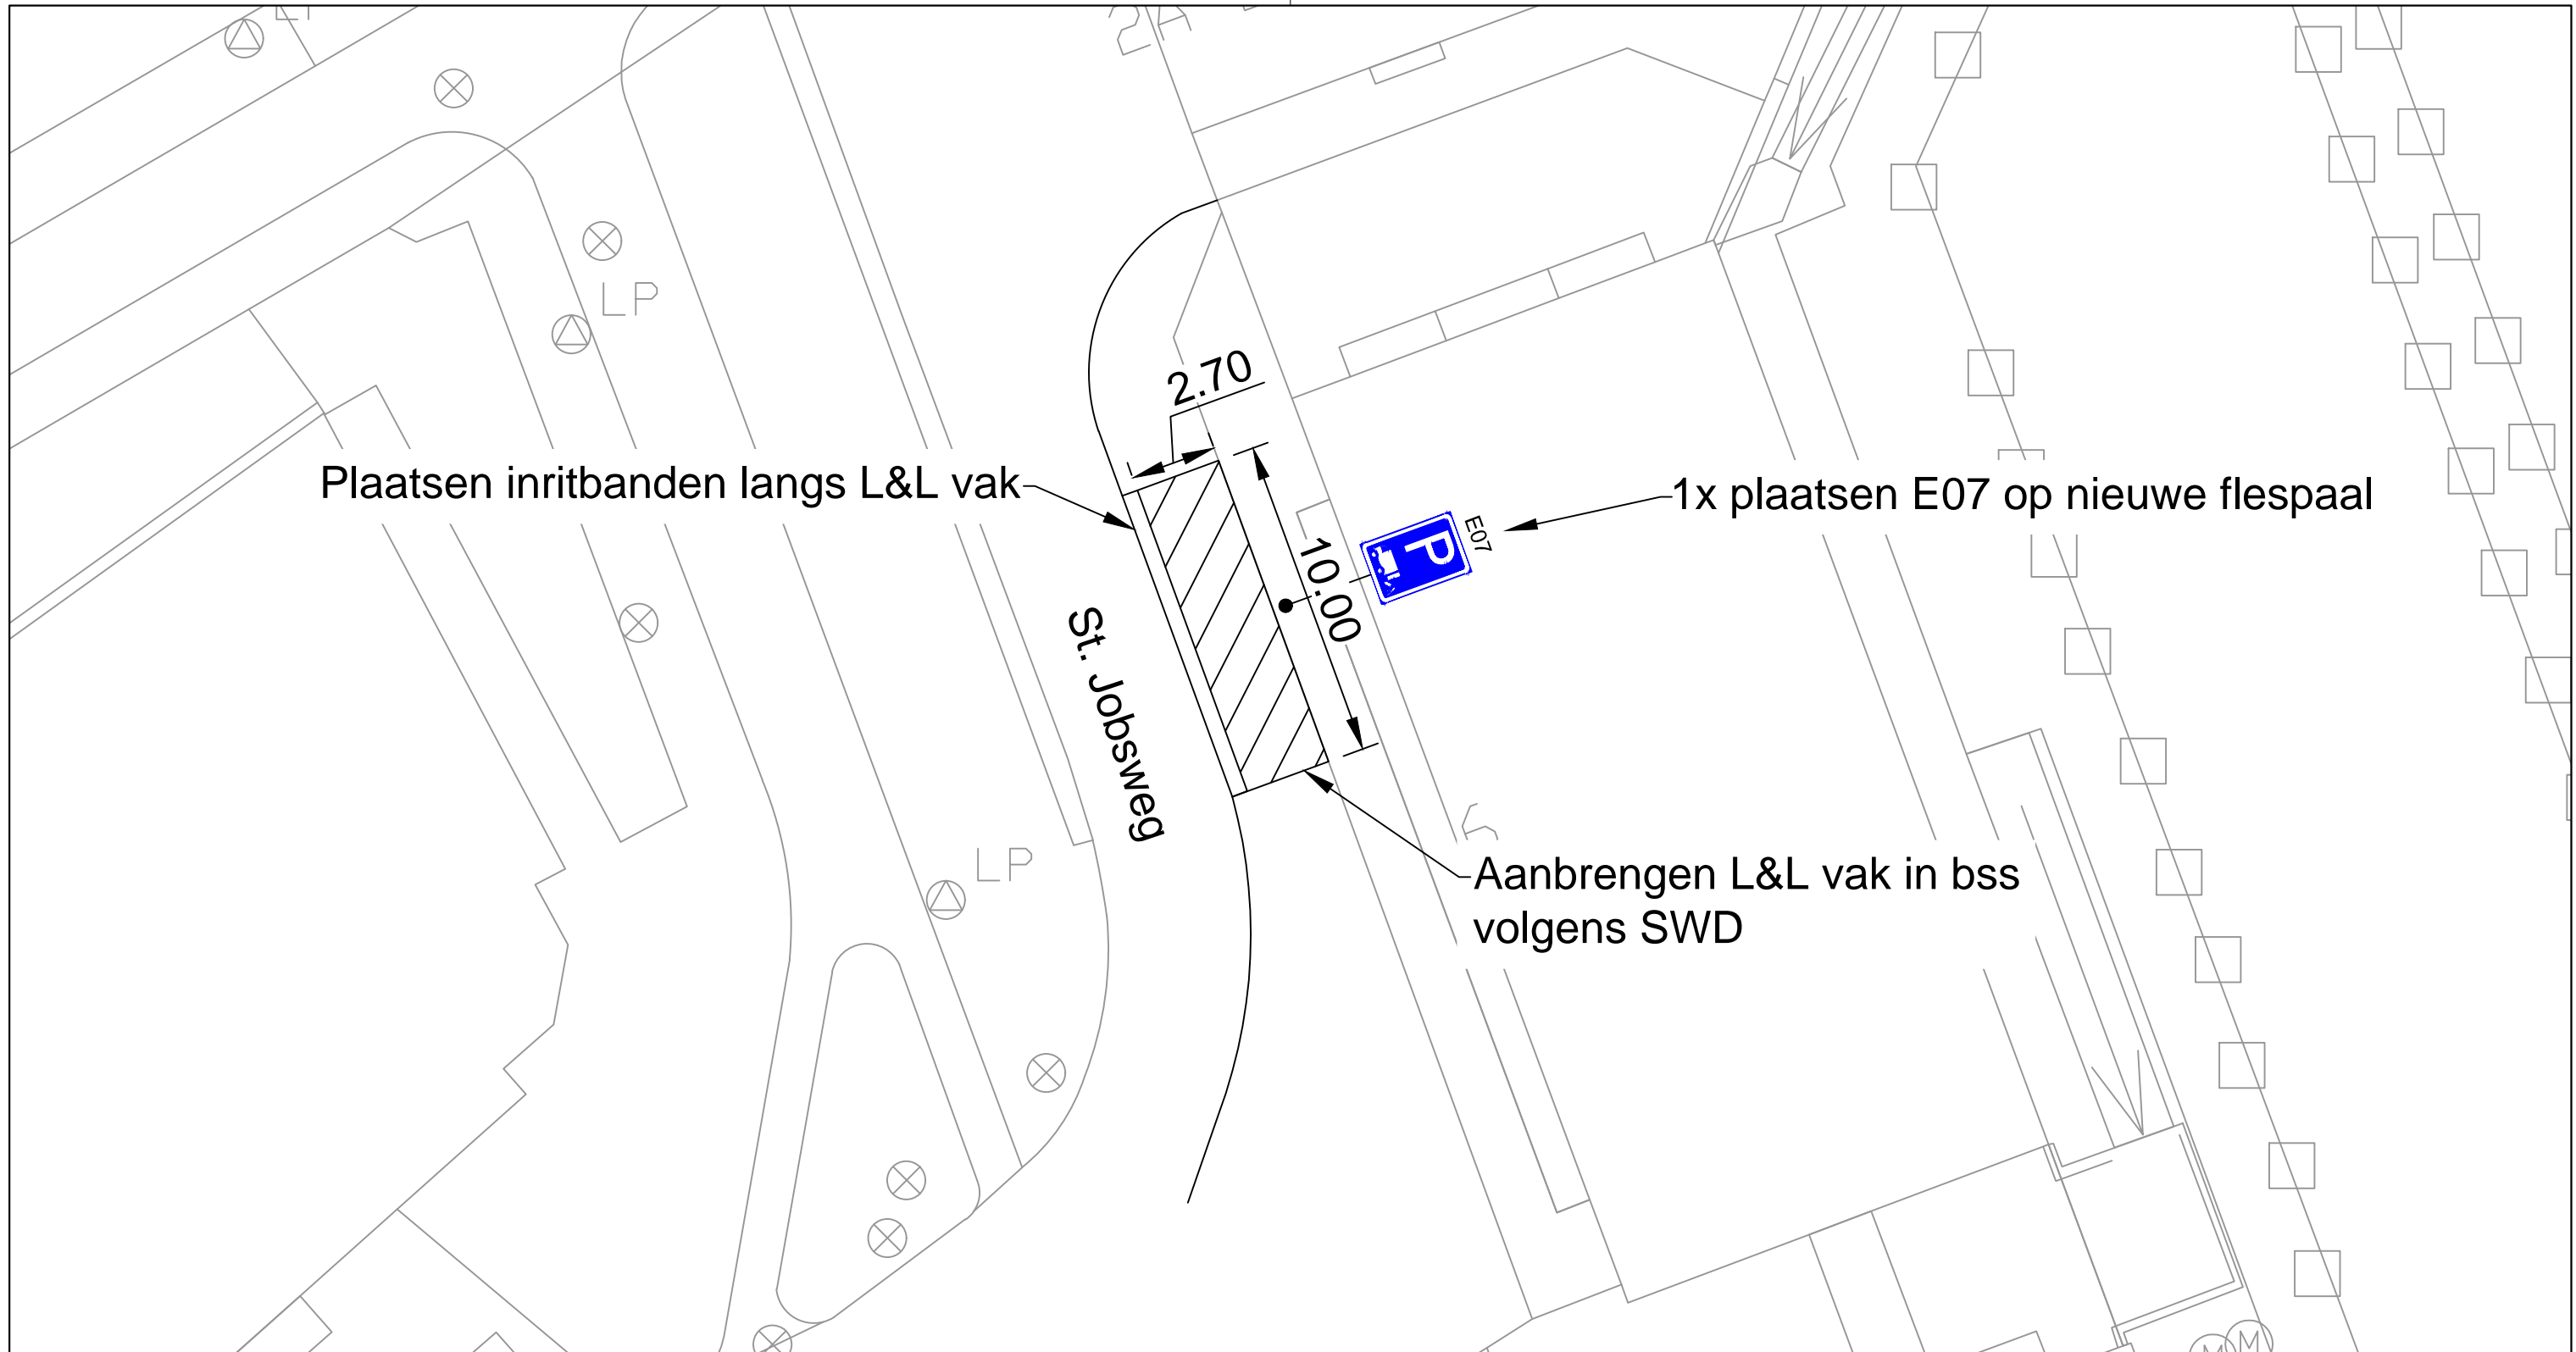 LP
2.70
Plaatsen inritbanden langs L&L vak
1x plaatsen E07 op nieuwe flespaal
E07
P
10.00
St. Jobsweg
LP
Aanbrengen L&L vak in bss
volgens SWD
M
M